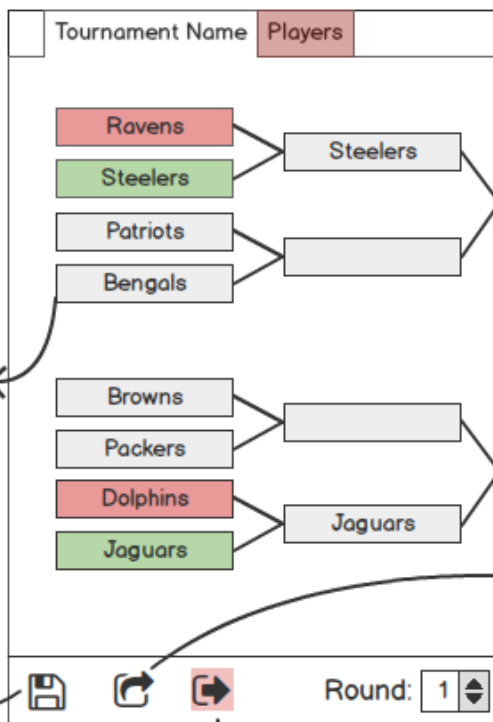 Tournament Name Players
Ravens
Steelers
Steelers
Patriots
Bengals
Browns
Packers
Dolphins
Jaguars
Jaguars
Round: 1